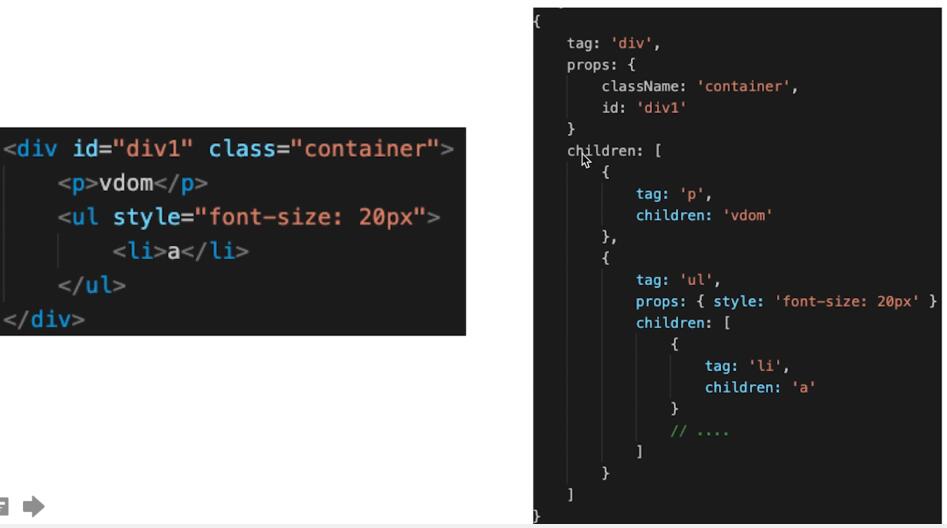 <div id="div1" class="container">
<p>vdom</p>
<ul style="font-size: 20px">
<li>a</li>
</ul>
</div>
{
tag: 'div',
props: {
className: 'container',
id: 'div1'
}
children: [
{
tag: 'p',
children: 'vdom'
},
{
tag: 'ul',
props: { style: 'font-size: 20px' }
children: [
{
tag: 'li',
children: 'a'
}
// ....
]
}
]
}